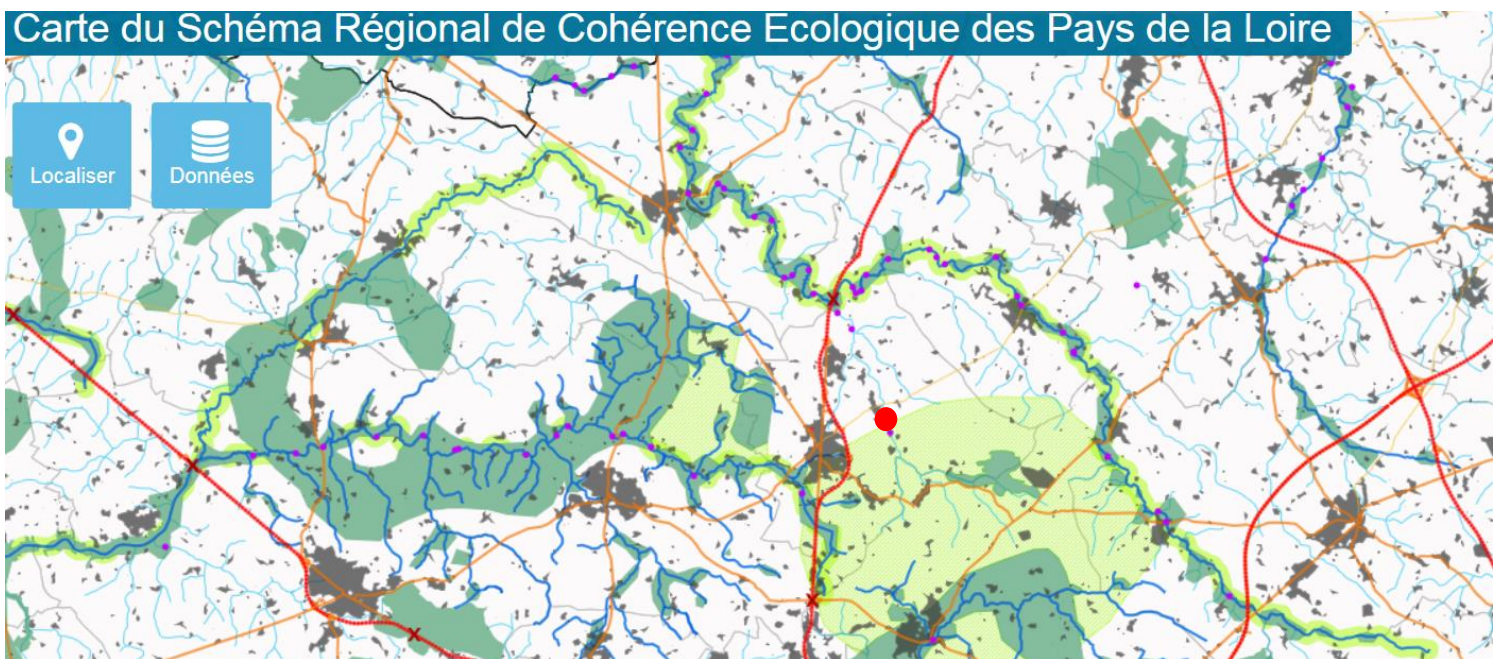 Carte du Schéma Régional de Cohérence Ecologique des Pays de la Loire
Localiser
Données